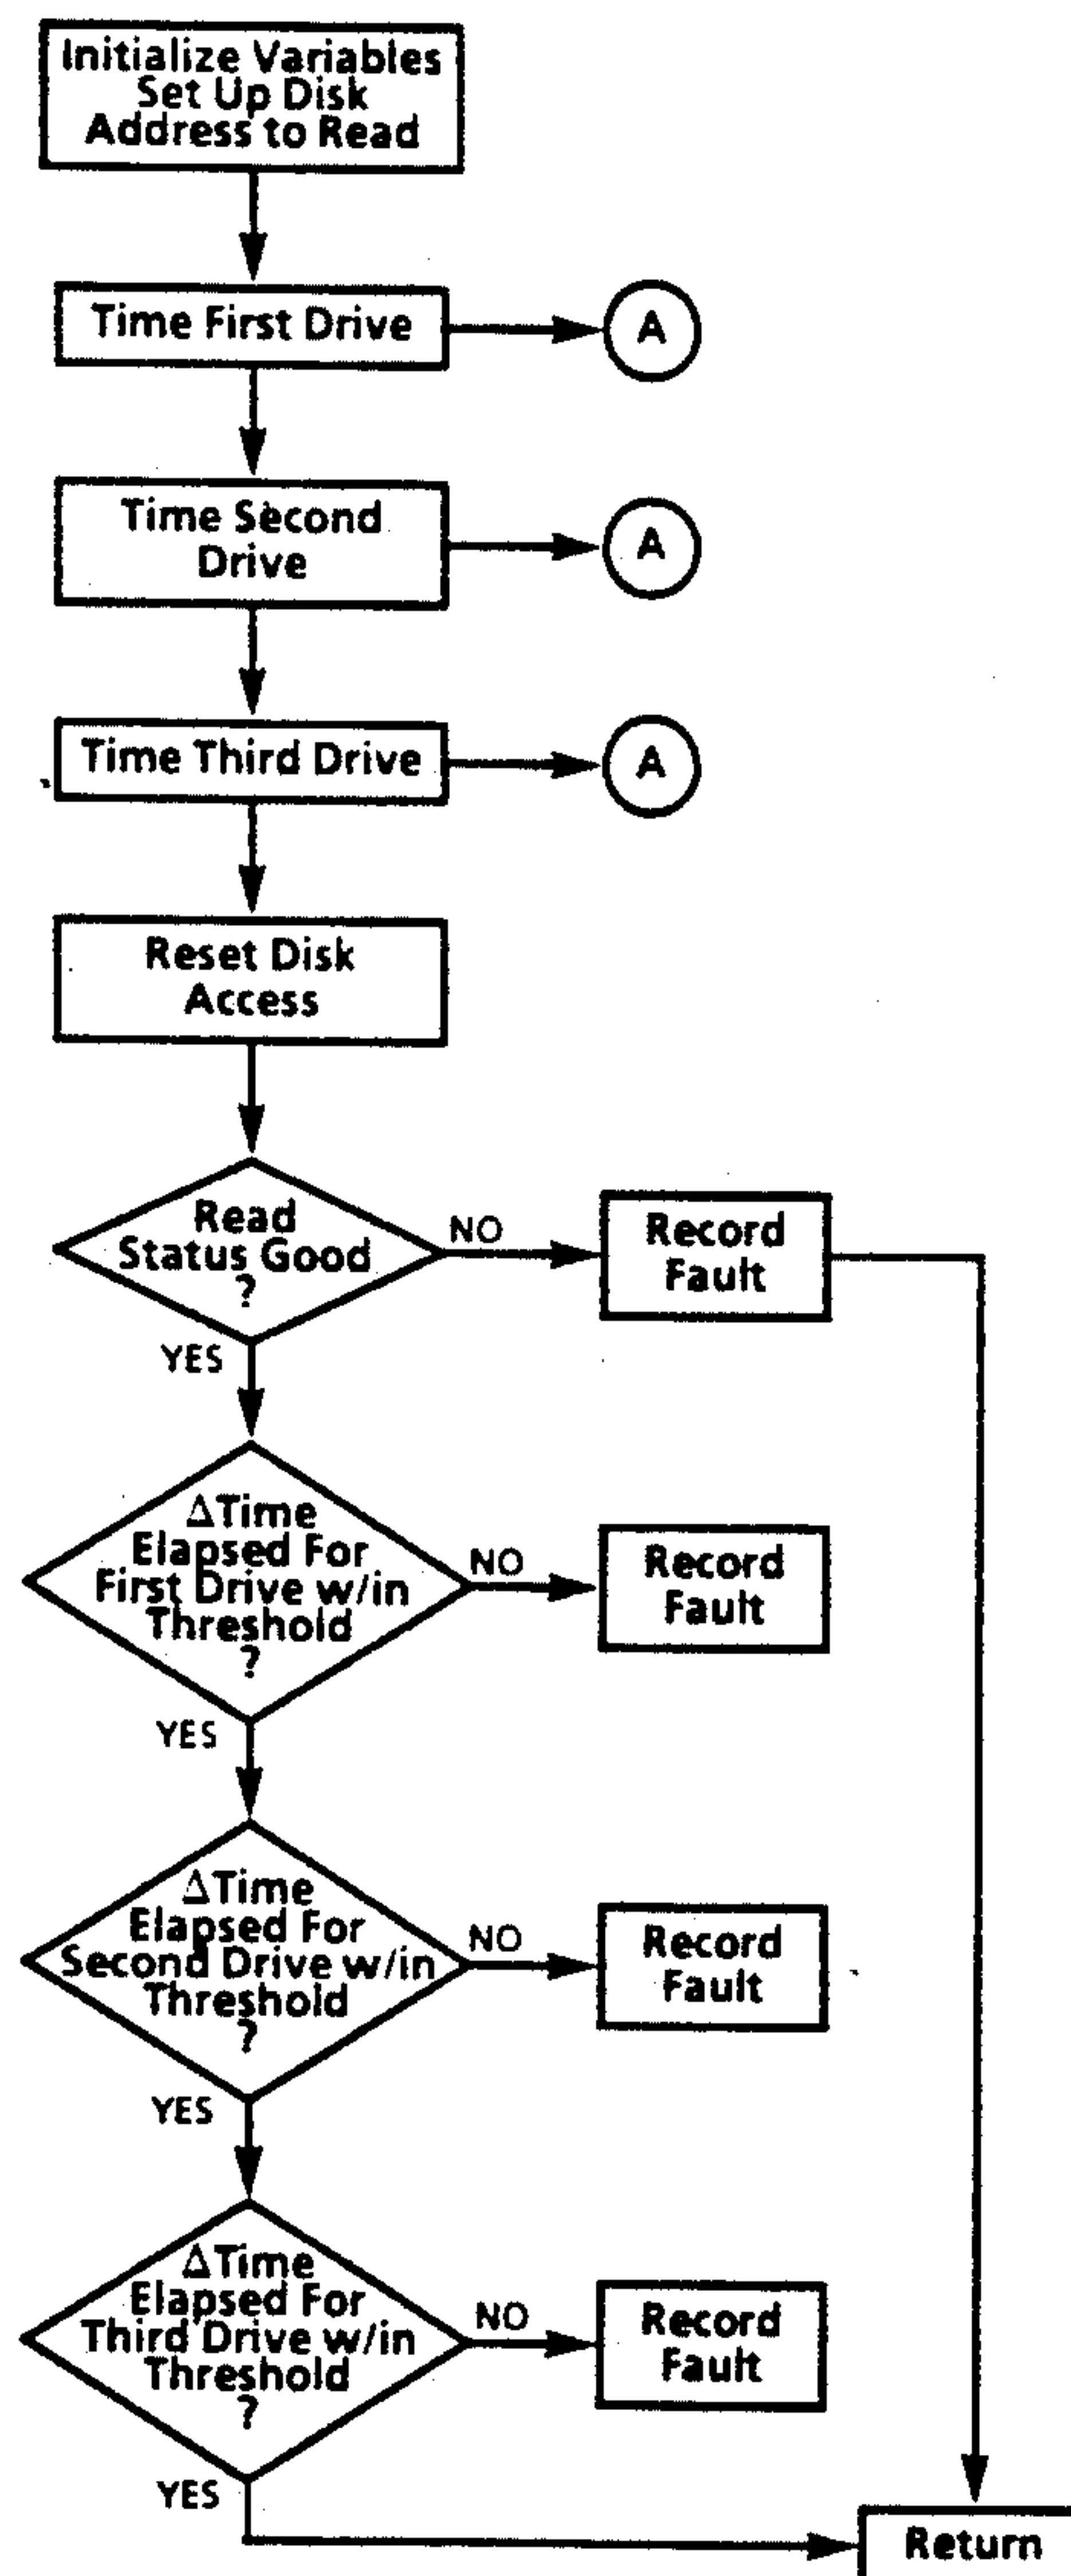 Initialize Variables
Set Up Disk
Address to Read
Time First Drive
A
Time Second
Drive
A
Time Third Drive
A
Reset Disk
Access
Read
Status Good
?
NO
Record
Fault
YES
ΔTime
Elapsed For
First Drive w/in
Threshold
?
NO
Record
Fault
YES
ΔTime
Elapsed For
Second Drive w/in
Threshold
?
NO
Record
Fault
YES
ΔTime
Elapsed For
Third Drive w/in
Threshold
?
NO
Record
Fault
YES
Return